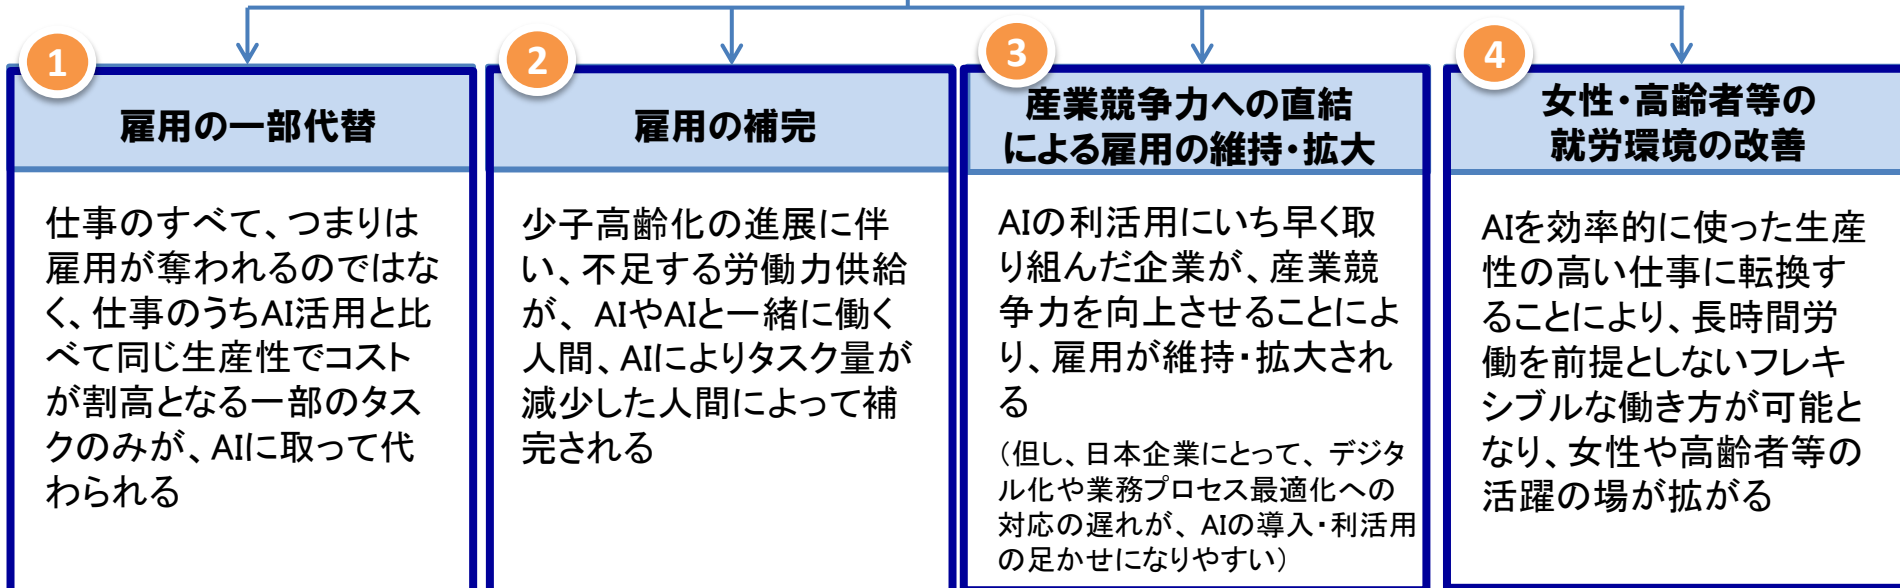 1
雇用の一部代替
仕事のすべて、つまりは
雇用が奪われるのではな
く、仕事のうちAI活用と比
べて同じ生産性でコスト
が割高となる一部のタス
クのみが、AIに取って代
わられる
2
雇用の補完
少子高齢化の進展に伴
い、不足する労働力供給
が、AIやAIと一緒に働く
人間、AIによりタスク量が
減少した人間によって補
完される
3
産業競争力への直結
による雇用の維持・拡大
AIの利活用にいち早く取
り組んだ企業が、産業競
争力を向上させることによ
り、雇用が維持・拡大され
る
(但し、日本企業にとって、デジタ
ル化や業務プロセス最適化への
対応の遅れが、AIの導入・利活用
の足かせになりやすい)
4
女性・高齢者等の
就労環境の改善
AIを効率的に使った生産
性の高い仕事に転換す
ることにより、長時間労
働を前提としないフレキ
シブルな働き方が可能と
なり、女性や高齢者等の
活躍の場が拡がる